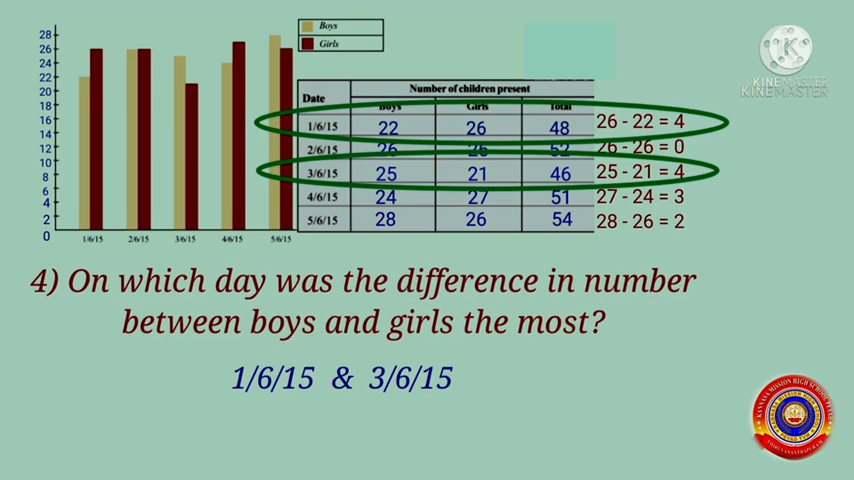 Boys
Girls
28
26
24
22
20
18
16
14
12
10
8
6
4
2
0
1/6/15 2/6/15 3/6/15 4/6/15 5/6/15
Date Number of children present
Boys Girls Total
1/6/15 22 26 48 26 - 22 = 4
2/6/15 26 26 52 26 - 26 = 0
3/6/15 25 21 46 25 - 21 = 4
4/6/15 24 27 51 27 - 24 = 3
5/6/15 28 26 54 28 - 26 = 2
K
KINEMASTER
KINEMASTER
4) On which day was the difference in number
between boys and girls the most?
1/6/15 & 3/6/15